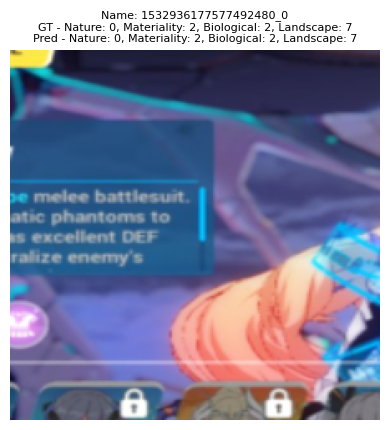 Name: 1532936177577492480_0
GT - Nature: 0, Materiality: 2, Biological: 2, Landscape: 7
Pred - Nature: 0, Materiality: 2, Biological: 2, Landscape: 7
pe melee battlesuit.
atic phantoms to
as excellent DEF
ralize enemy's